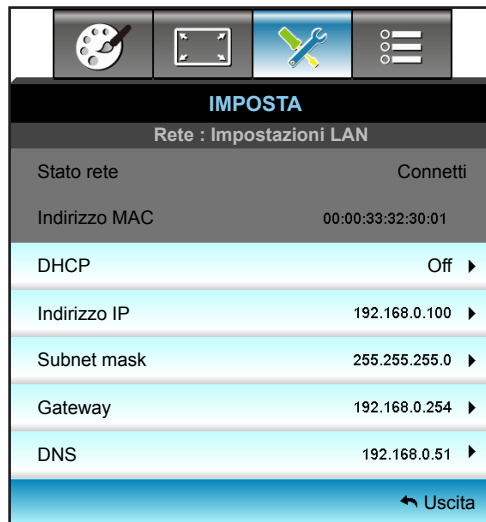 IMPOSTA
Rete : Impostazioni LAN
Stato rete Connetti
Indirizzo MAC 00:00:33:32:30:01
DHCP Off
Indirizzo IP 192.168.0.100
Subnet mask 255.255.255.0
Gateway 192.168.0.254
DNS 192.168.0.51
Uscita